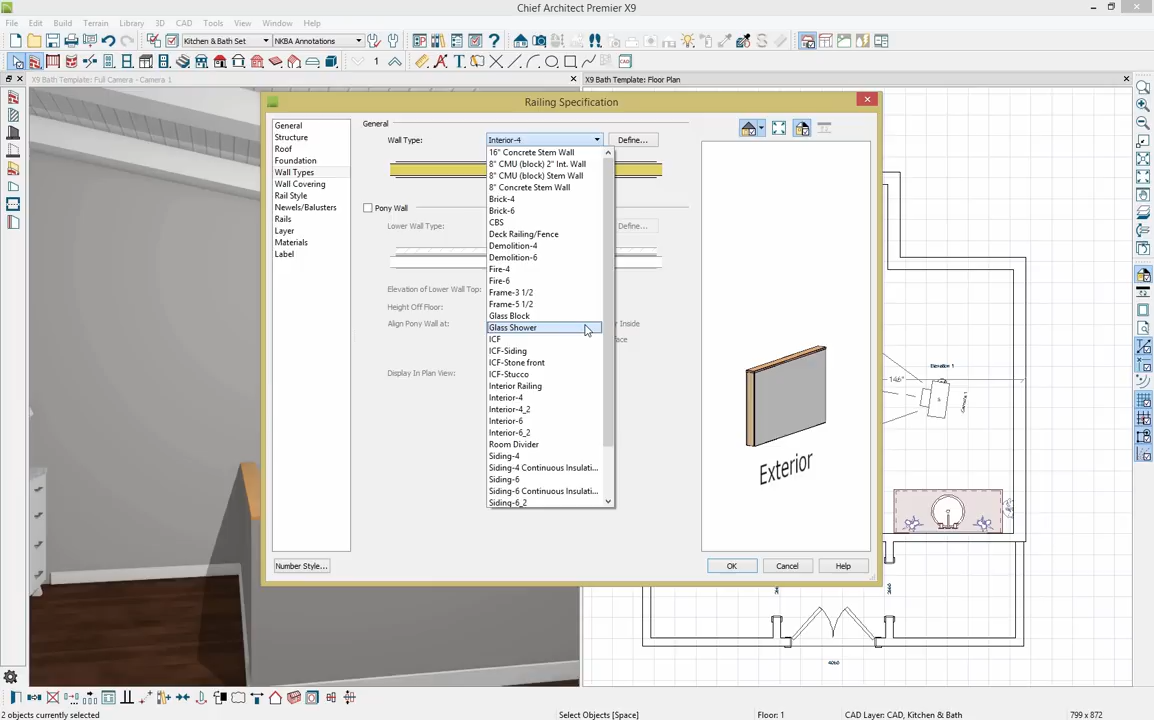 Chief Architect Premier X9
File Edit Build Terrain Library 3D CAD Tools View Window Help
Kitchen & Bath Set NKBA Annotations
1
X9 Bath Template: Full Camera - Camera 1
X9 Bath Template: Floor Plan
Railing Specification
General
Structure
Roof
Foundation
Wall Types
Wall Covering
Rail Style
Newels/Balusters
Rails
Layer
Materials
Label
General
Wall Type: Interior-4 Define...
Pony Wall
Lower Wall Type: Define...
Elevation of Lower Wall Top:
Height Off Floor:
Align Pony Wall at:
Display In Plan View:
16" Concrete Stem Wall
8" CMU (block) 2" Int. Wall
8" CMU (block) Stem Wall
8" Concrete Stem Wall
Brick-4
Brick-6
CBS
Deck Railing/Fence
Demolition-4
Demolition-6
Fire-4
Fire-6
Frame-3 1/2
Frame-5 1/2
Glass Block
Glass Shower
ICF
ICF-Siding
ICF-Stone front
ICF-Stucco
Interior Railing
Interior-4
Interior-4_2
Interior-6
Interior-6_2
Room Divider
Siding-4
Siding-4 Continuous Insulati...
Siding-6
Siding-6 Continuous Insulati...
Siding-6_2
Inside
Exterior
Number Style...
OK Cancel Help
Elevation 1
Camera 1
2 objects currently selected
Select Objects [Space]
Floor: 1
CAD Layer: CAD, Kitchen & Bath
799 x 872